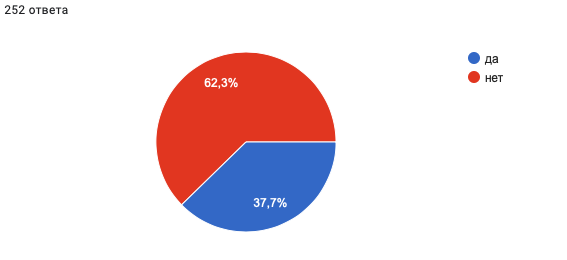 252 ответа
да
нет
62,3%
37,7%